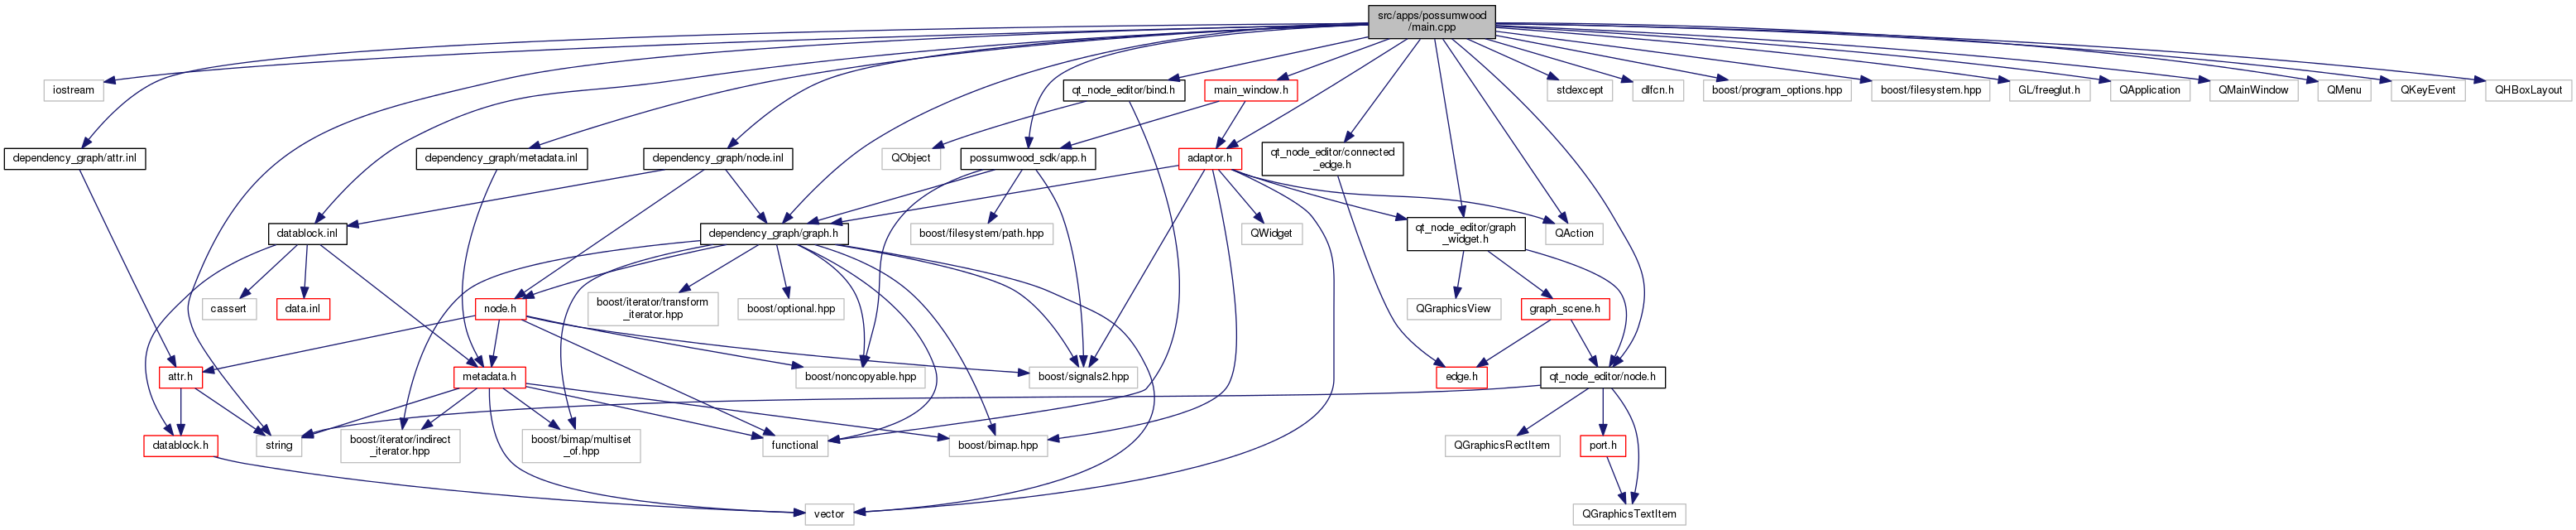 src/apps/possumwood
/main.cpp
iostream
qt_node_editor/bind.h
main_window.h
stdexcept
dlfcn.h
boost/program_options.hpp
boost/filesystem.hpp
GL/freeglut.h
QApplication
QMainWindow
QMenu
QKeyEvent
QHBoxLayout
dependency_graph/attr.inl
dependency_graph/metadata.inl
dependency_graph/node.inl
QObject
possumwood_sdk/app.h
adaptor.h
qt_node_editor/connected
_edge.h
datablock.inl
dependency_graph/graph.h
boost/filesystem/path.hpp
QWidget
qt_node_editor/graph
_widget.h
QAction
cassert
data.inl
node.h
boost/iterator/transform
_iterator.hpp
boost/optional.hpp
QGraphicsView
graph_scene.h
attr.h
metadata.h
boost/noncopyable.hpp
boost/signals2.hpp
edge.h
qt_node_editor/node.h
datablock.h
string
boost/iterator/indirect
_iterator.hpp
boost/bimap/multiset
_of.hpp
functional
boost/bimap.hpp
QGraphicsRectItem
port.h
vector
QGraphicsTextItem